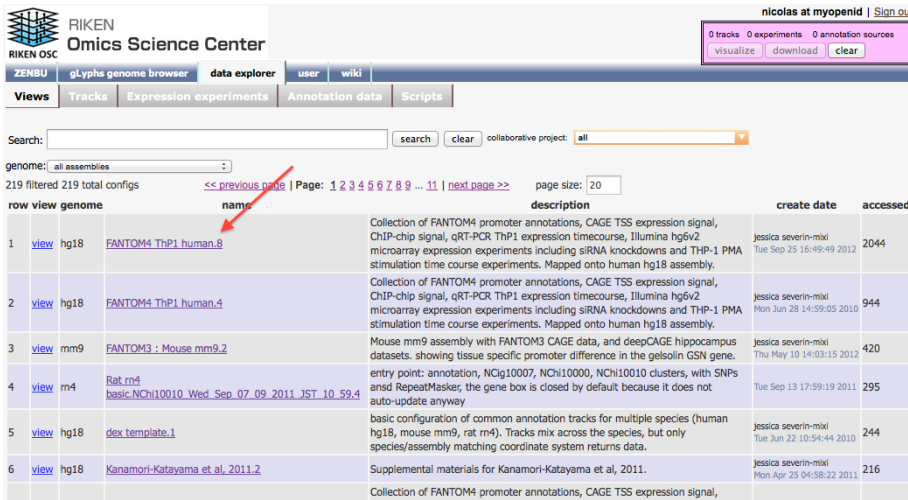 nicolas at myopenid | Sign ou
RIKEN
Omics Science Center
RIKEN OSC
0 tracks 0 experiments 0 annotation sources
visualize download clear
ZENBU gLyphs genome browser data explorer user wiki
Views Tracks Expression experiments Annotation data Scripts
Search: search clear collaborative project: all
genome: all assemblies
219 filtered 219 total configs << previous page | Page: 1 2 3 4 5 6 7 8 9 ... 11 | next page >> page size: 20
row view genome name description create date accessed
Collection of FANTOM4 promoter annotations, CAGE TSS expression signal,
ChIP-chip signal, qRT-PCR ThP1 expression timecourse, Illumina hg6v2
1 view hg18 FANTOM4 ThP1 human.8 microarray expression experiments including siRNA knockdowns and THP-1 PMA jessica severin-mixi 2044
stimulation time course experiments. Mapped onto human hg18 assembly. Tue Sep 25 16:49:49 2012
Collection of FANTOM4 promoter annotations, CAGE TSS expression signal,
ChIP-chip signal, qRT-PCR ThP1 expression timecourse, Illumina hg6v2
2 view hg18 FANTOM4 ThP1 human.4 microarray expression experiments including siRNA knockdowns and THP-1 PMA jessica severin-mixi 944
stimulation time course experiments. Mapped onto human hg18 assembly. Mon Jun 28 14:59:05 2010
3 view mm9 FANTOM3 : Mouse mm9.2 Mouse mm9 assembly with FANTOM3 CAGE data, and deepCAGE hippocampus jessica severin-mixi 420
datasets. showing tissue specific promoter difference in the gelsolin GSN gene. Thu May 10 14:03:15 2012
4 view rn4 Rat rn4 entry point: annotation, NCig10007, NChi10000, NChi10010 clusters, with SNPs Tue Sep 13 17:59:19 2011 295
basic.NChi10010_Wed_Sep_07_09_2011_JST_10_59.4 ansd RepeatMasker, the gene box is closed by default because it does not
auto-update anyway
basic configuration of common annotation tracks for multiple species (human
5 view hg18 dex template.1 hg18, mouse mm9, rat rn4). Tracks mix across the species, but only jessica severin-mixi 244
species/assembly matching coordinate system returns data. Tue Jun 22 10:54:44 2010
6 view hg18 Kanamori-Katayama et al, 2011.2 Supplemental materials for Kanamori-Katayama et al, 2011. jessica severin-mixi 216
Mon Apr 25 04:58:22 2011
Collection of FANTOM4 promoter annotations, CAGE TSS expression signal,